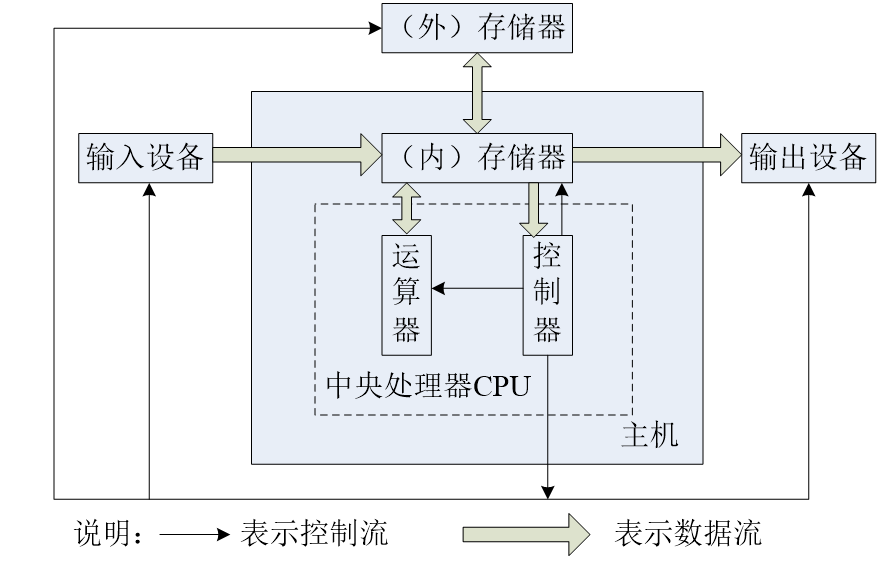 （外）存储器
输入设备
（内）存储器
输出设备
运算器
控制器
中央处理器CPU
主机
说明：
表示控制流
表示数据流